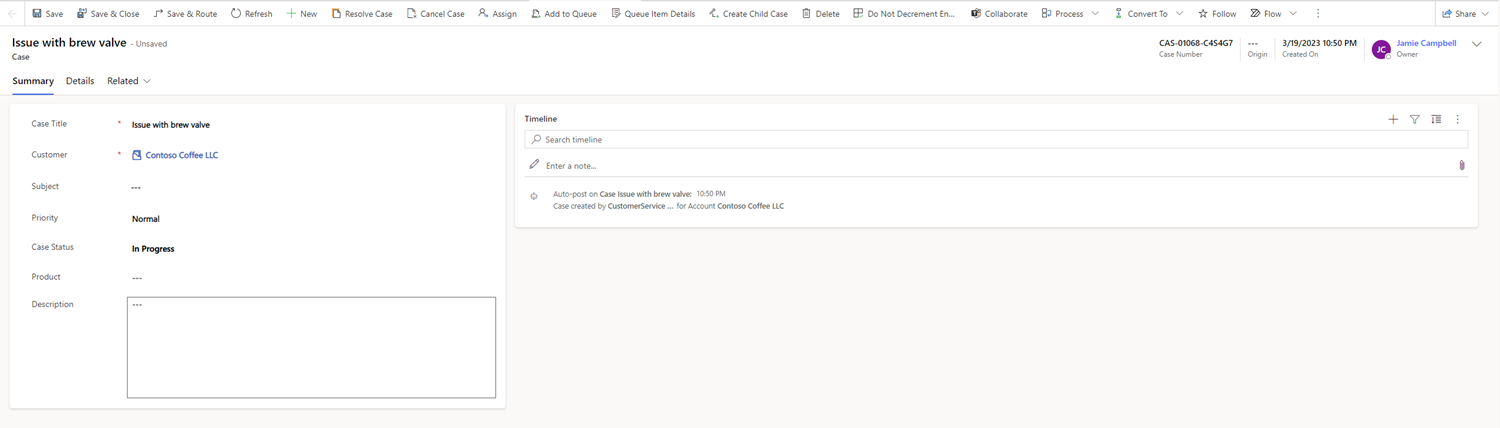 Save Save & Close Save & Route Refresh New Resolve Case Cancel Case Assign Add to Queue Queue Item Details Create Child Case Delete Do Not Decrement En... Collaborate Process Convert To Follow Flow Share
Issue with brew valve - Unsaved
Case
CAS-01068-C4S4G7
Case Number
---
Origin
3/19/2023 10:50 PM
Created On
JC
Jamie Campbell
Owner
Summary Details Related
Case Title * Issue with brew valve
Customer * Contoso Coffee LLC
Subject ---
Priority Normal
Case Status In Progress
Product ---
Description ---
Timeline
Search timeline
Enter a note...
Auto-post on Case Issue with brew valve: 10:50 PM
Case created by CustomerService ... for Account Contoso Coffee LLC